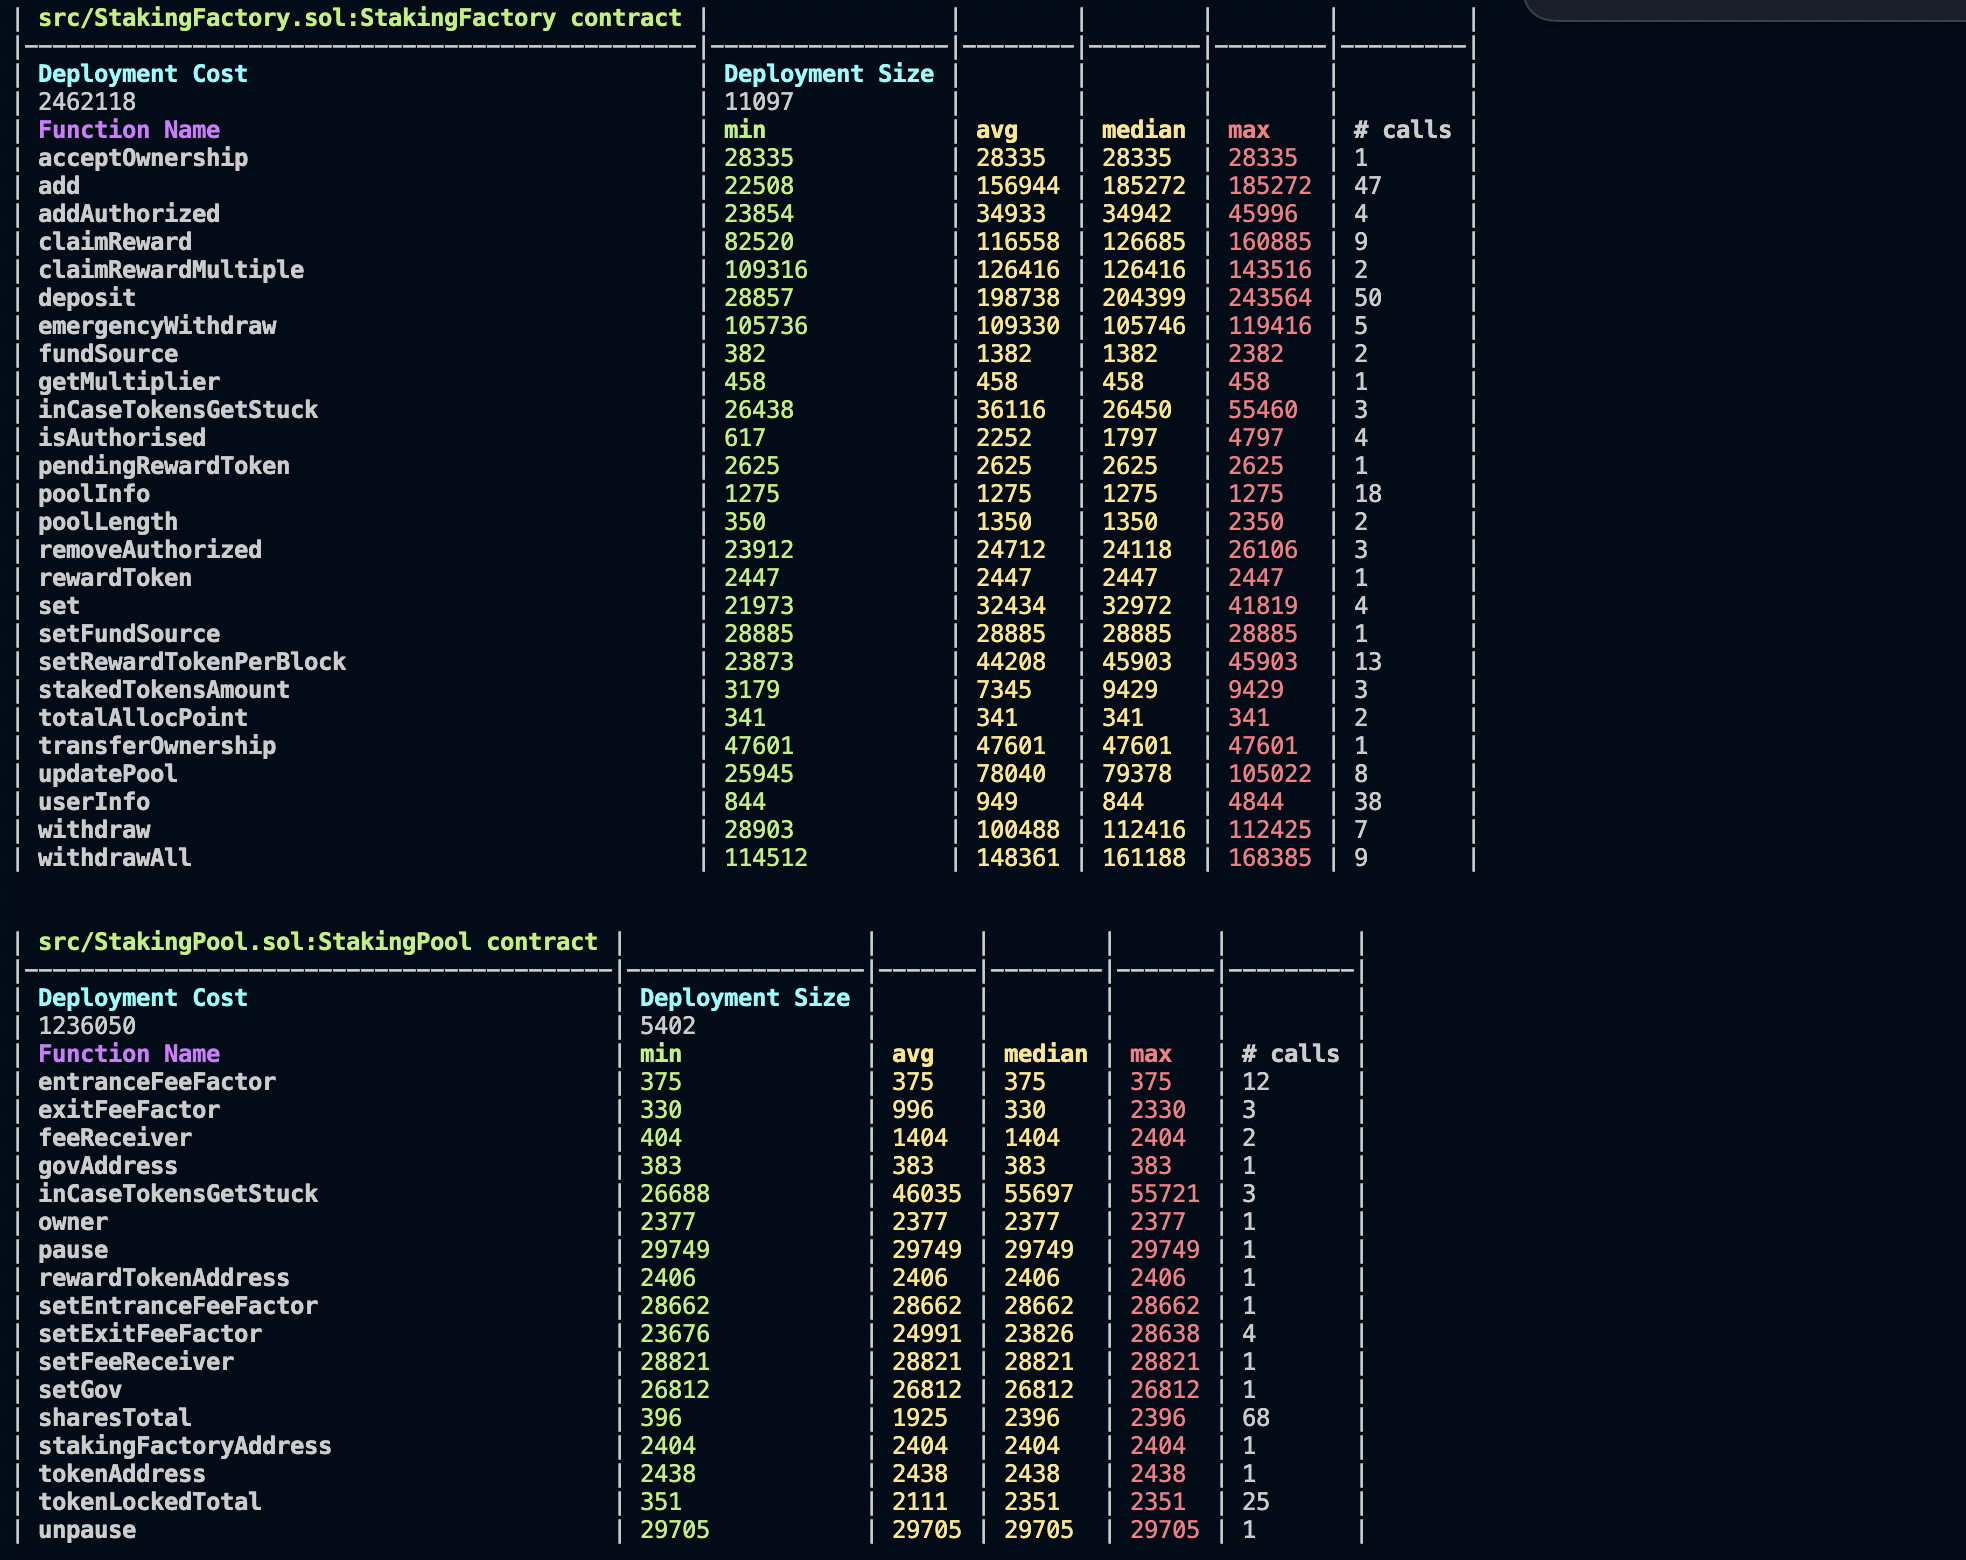 src/StakingFactory.sol:StakingFactory contract
Deployment Cost | Deployment Size
2462118 | 11097
Function Name | min | avg | median | max | # calls
acceptOwnership | 28335 | 28335 | 28335 | 28335 | 1
add | 22508 | 156944 | 185272 | 185272 | 47
addAuthorized | 23854 | 34933 | 34942 | 45996 | 4
claimReward | 82520 | 116558 | 126685 | 160885 | 9
claimRewardMultiple | 109316 | 126416 | 126416 | 143516 | 2
deposit | 28857 | 198738 | 204399 | 243564 | 50
emergencyWithdraw | 105736 | 109330 | 105746 | 119416 | 5
fundSource | 382 | 1382 | 1382 | 2382 | 2
getMultiplier | 458 | 458 | 458 | 458 | 1
inCaseTokensGetStuck | 26438 | 36116 | 26450 | 55460 | 3
isAuthorised | 617 | 2252 | 1797 | 4797 | 4
pendingRewardToken | 2625 | 2625 | 2625 | 2625 | 1
poolInfo | 1275 | 1275 | 1275 | 1275 | 18
poolLength | 350 | 1350 | 1350 | 2350 | 2
removeAuthorized | 23912 | 24712 | 24118 | 26106 | 3
rewardToken | 2447 | 2447 | 2447 | 2447 | 1
set | 21973 | 32434 | 32972 | 41819 | 4
setFundSource | 28885 | 28885 | 28885 | 28885 | 1
setRewardTokenPerBlock | 23873 | 44208 | 45903 | 45903 | 13
stakedTokensAmount | 3179 | 7345 | 9429 | 9429 | 3
totalAllocPoint | 341 | 341 | 341 | 341 | 2
transferOwnership | 47601 | 47601 | 47601 | 47601 | 1
updatePool | 25945 | 78040 | 79378 | 105022 | 8
userInfo | 844 | 949 | 844 | 4844 | 38
withdraw | 28903 | 100488 | 112416 | 112425 | 7
withdrawAll | 114512 | 148361 | 161188 | 168385 | 9
src/StakingPool.sol:StakingPool contract
Deployment Cost | Deployment Size
1236050 | 5402
Function Name | min | avg | median | max | # calls
entranceFeeFactor | 375 | 375 | 375 | 375 | 12
exitFeeFactor | 330 | 996 | 330 | 2330 | 3
feeReceiver | 404 | 1404 | 1404 | 2404 | 2
govAddress | 383 | 383 | 383 | 383 | 1
inCaseTokensGetStuck | 26688 | 46035 | 55697 | 55721 | 3
owner | 2377 | 2377 | 2377 | 2377 | 1
pause | 29749 | 29749 | 29749 | 29749 | 1
rewardTokenAddress | 2406 | 2406 | 2406 | 2406 | 1
setEntranceFeeFactor | 28662 | 28662 | 28662 | 28662 | 1
setExitFeeFactor | 23676 | 24991 | 23826 | 28638 | 4
setFeeReceiver | 28821 | 28821 | 28821 | 28821 | 1
setGov | 26812 | 26812 | 26812 | 26812 | 1
sharesTotal | 396 | 1925 | 2396 | 2396 | 68
stakingFactoryAddress | 2404 | 2404 | 2404 | 2404 | 1
tokenAddress | 2438 | 2438 | 2438 | 2438 | 1
tokenLockedTotal | 351 | 2111 | 2351 | 2351 | 25
unpause | 29705 | 29705 | 29705 | 29705 | 1